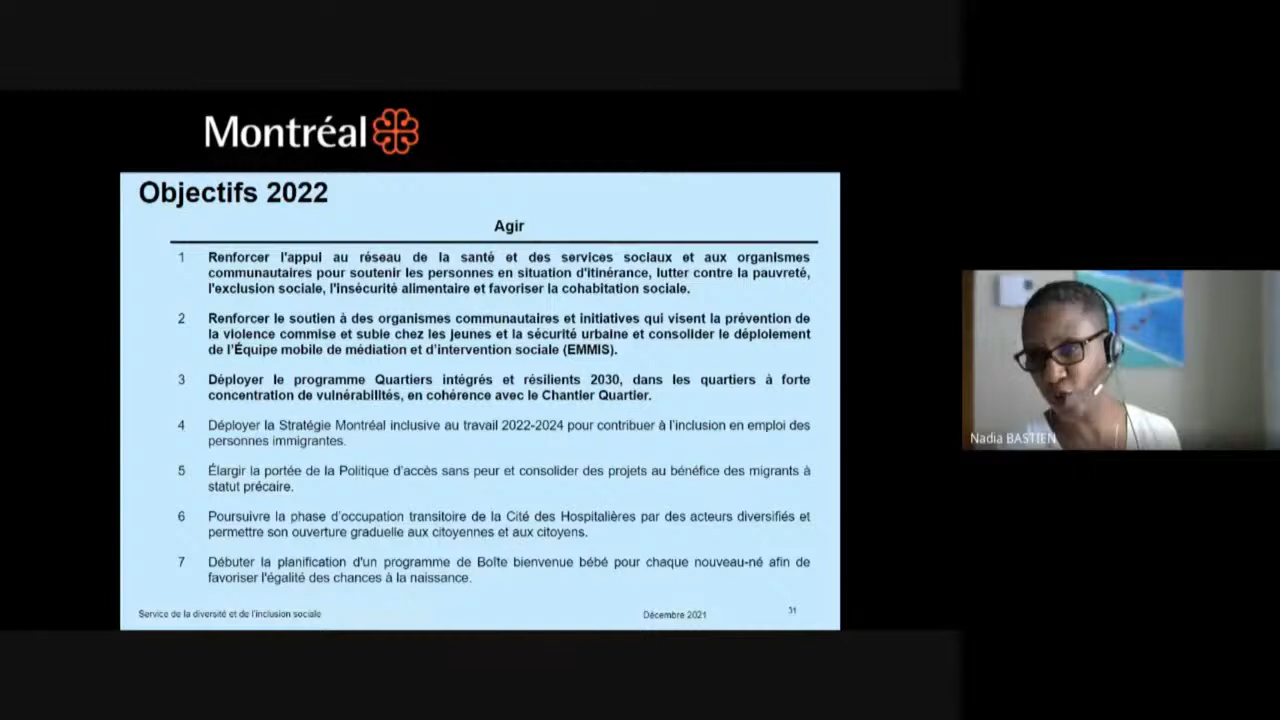 Montréal
Objectifs 2022
Agir
1 Renforcer l'appui au réseau de la santé et des services sociaux et aux organismes
communautaires pour soutenir les personnes en situation d'itinérance, lutter contre la pauvreté,
l'exclusion sociale, l'insécurité alimentaire et favoriser la cohabitation sociale.
2 Renforcer le soutien à des organismes communautaires et initiatives qui visent la prévention de
la violence commise et subie chez les jeunes et la sécurité urbaine et consolider le déploiement
de l'Équipe mobile de médiation et d'intervention sociale (EMMIS).
3 Déployer le programme Quartiers intégrés et résilients 2030, dans les quartiers à forte
concentration de vulnérabilités, en cohérence avec le Chantier Quartier.
4 Déployer la Stratégie Montréal inclusive au travail 2022-2024 pour contribuer à l'inclusion en emploi des
personnes immigrantes.
5 Élargir la portée de la Politique d'accès sans peur et consolider des projets au bénéfice des migrants à
statut précaire.
6 Poursuivre la phase d'occupation transitoire de la Cité des Hospitalières par des acteurs diversifiés et
permettre son ouverture graduelle aux citoyennes et aux citoyens.
7 Débuter la planification d'un programme de Boîte bienvenue bébé pour chaque nouveau-né afin de
favoriser l'égalité des chances à la naissance.
Service de la diversité et de l'inclusion sociale
Décembre 2021
31
Nadia BASTIEN